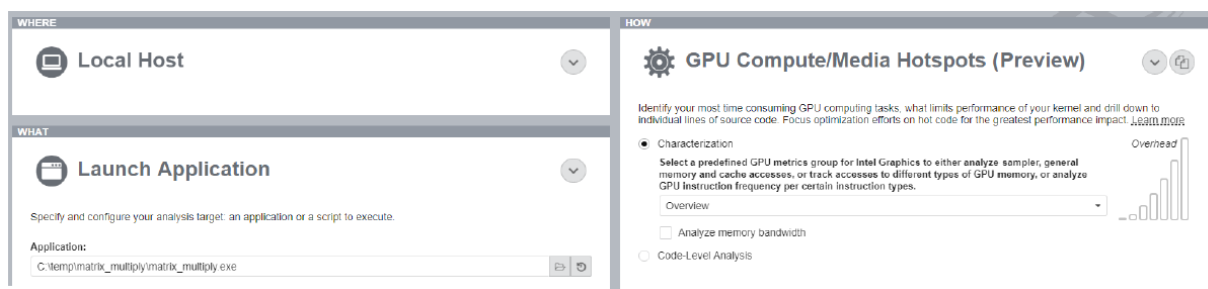 WHERE
Local Host
WHAT
Launch Application
Specify and configure your analysis target: an application or a script to execute.
Application:
C:\temp\matrix_multiply\matrix_multiply.exe
HOW
GPU Compute/Media Hotspots (Preview)
Identify your most time consuming GPU computing tasks, what limits performance of your kernel and drill down to
individual lines of source code. Focus optimization efforts on hot code for the greatest performance impact. Learn more
Characterization
Overhead
Select a predefined GPU metrics group for Intel Graphics to either analyze sampler, general
memory and cache accesses, or track accesses to different types of GPU memory, or analyze
GPU instruction frequency per certain instruction types.
Overview
Analyze memory bandwidth
Code-Level Analysis